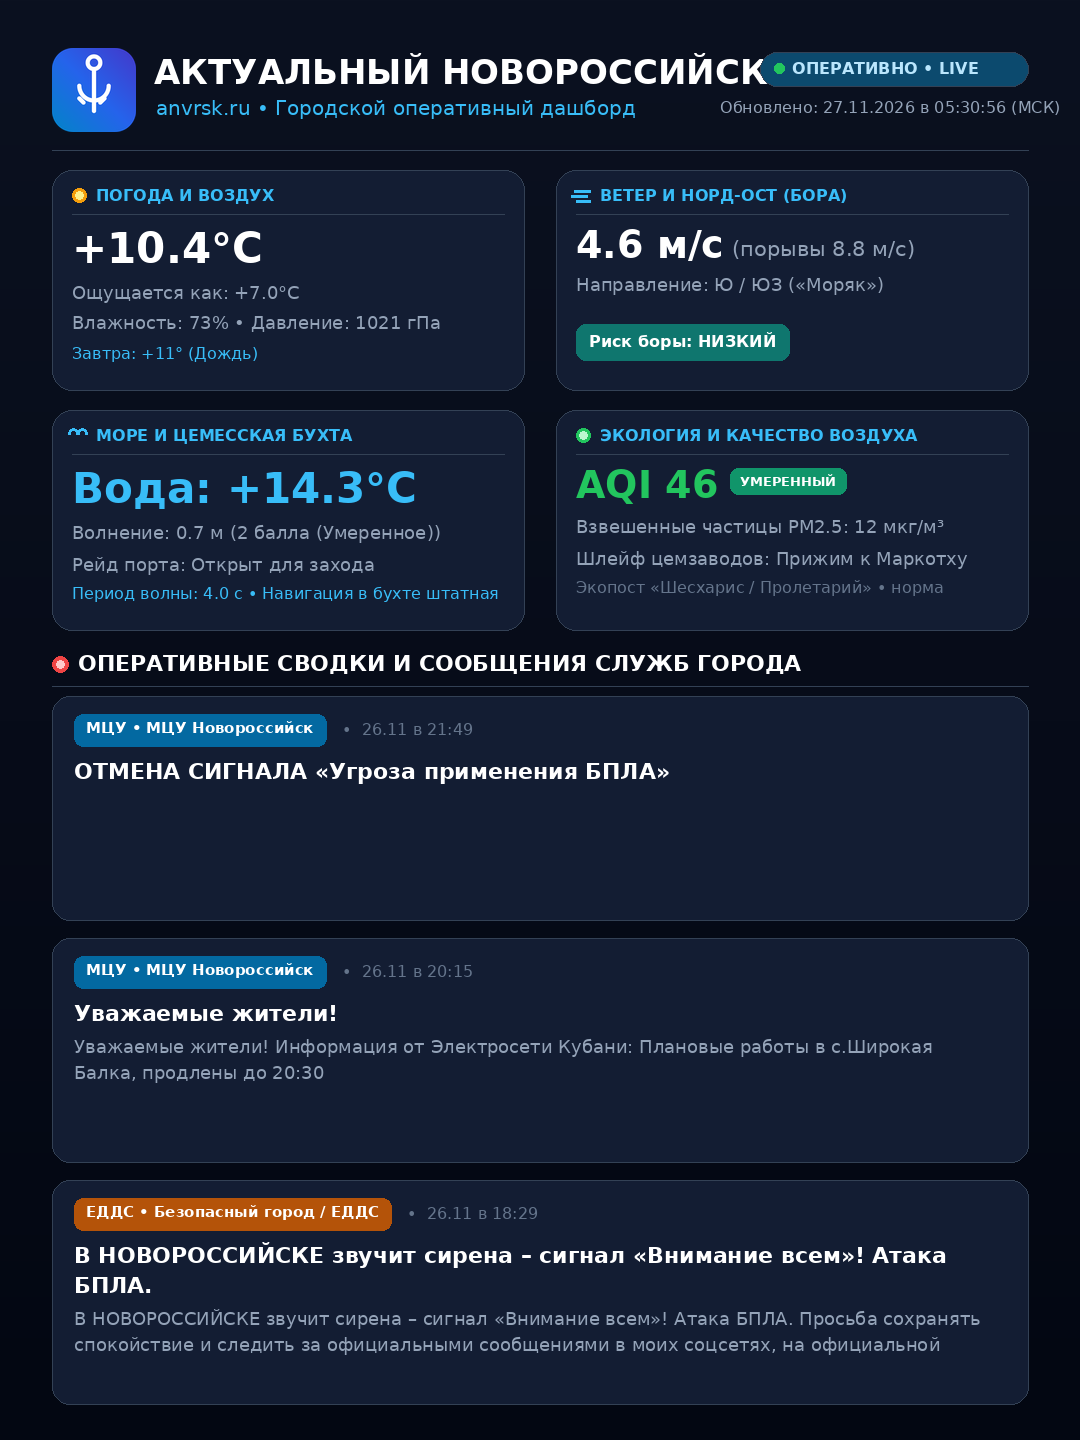 АКТУАЛЬНЫЙ НОВОРОССИЙСК
ОПЕРАТИВНО • LIVE
anvrsk.ru • Городской оперативный дашборд
Обновлено: 27.11.2026 в 05:30:56 (МСК)
ПОГОДА И ВОЗДУХ
+10.4°C
Ощущается как: +7.0°C
Влажность: 73% • Давление: 1021 гПа
Завтра: +11° (Дождь)
ВЕТЕР И НОРД-ОСТ (БОРА)
4.6 м/с (порывы 8.8 м/с)
Направление: Ю / ЮЗ («Моряк»)
Риск боры: НИЗКИЙ
МОРЕ И ЦЕМЕССКАЯ БУХТА
Вода: +14.3°C
Волнение: 0.7 м (2 балла (Умеренное))
Рейд порта: Открыт для захода
Период волны: 4.0 с • Навигация в бухте штатная
ЭКОЛОГИЯ И КАЧЕСТВО ВОЗДУХА
AQI 46 УМЕРЕННЫЙ
Взвешенные частицы PM2.5: 12 мкг/м³
Шлейф цемзаводов: Прижим к Маркотху
Экопост «Шесхарис / Пролетарий» • норма
ОПЕРАТИВНЫЕ СВОДКИ И СООБЩЕНИЯ СЛУЖБ ГОРОДА
МЦУ • МЦУ Новороссийск • 26.11 в 21:49
ОТМЕНА СИГНАЛА «Угроза применения БПЛА»
МЦУ • МЦУ Новороссийск • 26.11 в 20:15
Уважаемые жители!
Уважаемые жители! Информация от Электросети Кубани: Плановые работы в с.Широкая
Балка, продлены до 20:30
ЕДДС • Безопасный город / ЕДДС • 26.11 в 18:29
В НОВОРОССИЙСКЕ звучит сирена – сигнал «Внимание всем»! Атака
БПЛА.
В НОВОРОССИЙСКЕ звучит сирена – сигнал «Внимание всем»! Атака БПЛА. Просьба сохранять
спокойствие и следить за официальными сообщениями в моих соцсетях, на официальной